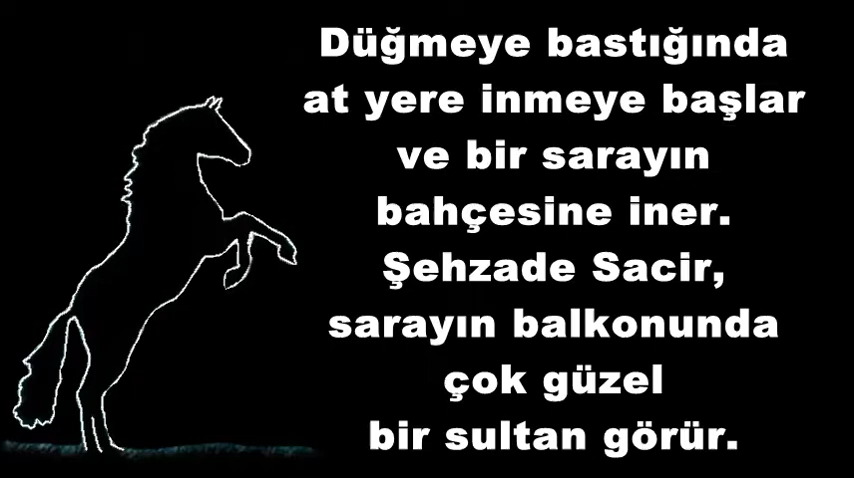 Düğmeye bastığında
at yere inmeye başlar
ve bir sarayın
bahçesine iner.
Şehzade Sacir,
sarayın balkonunda
çok güzel
bir sultan görür.